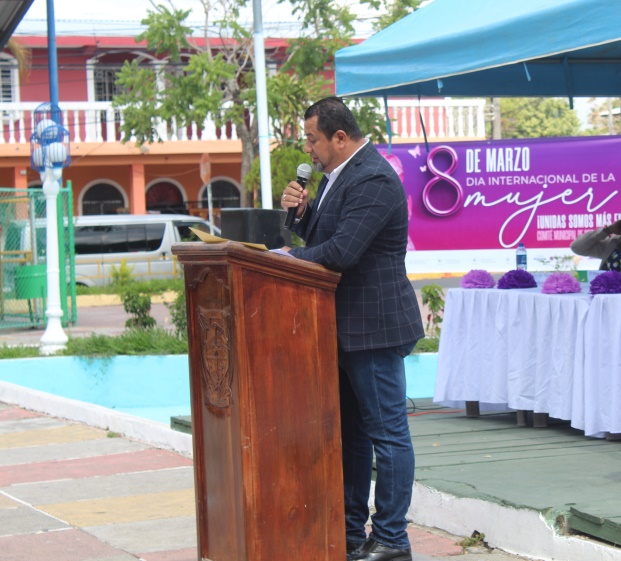 8 DE MARZO
DIA INTERNACIONAL DE LA
mujer
¡UNIDAS SOMOS MÁS
COMITÉ MUNICIPAL